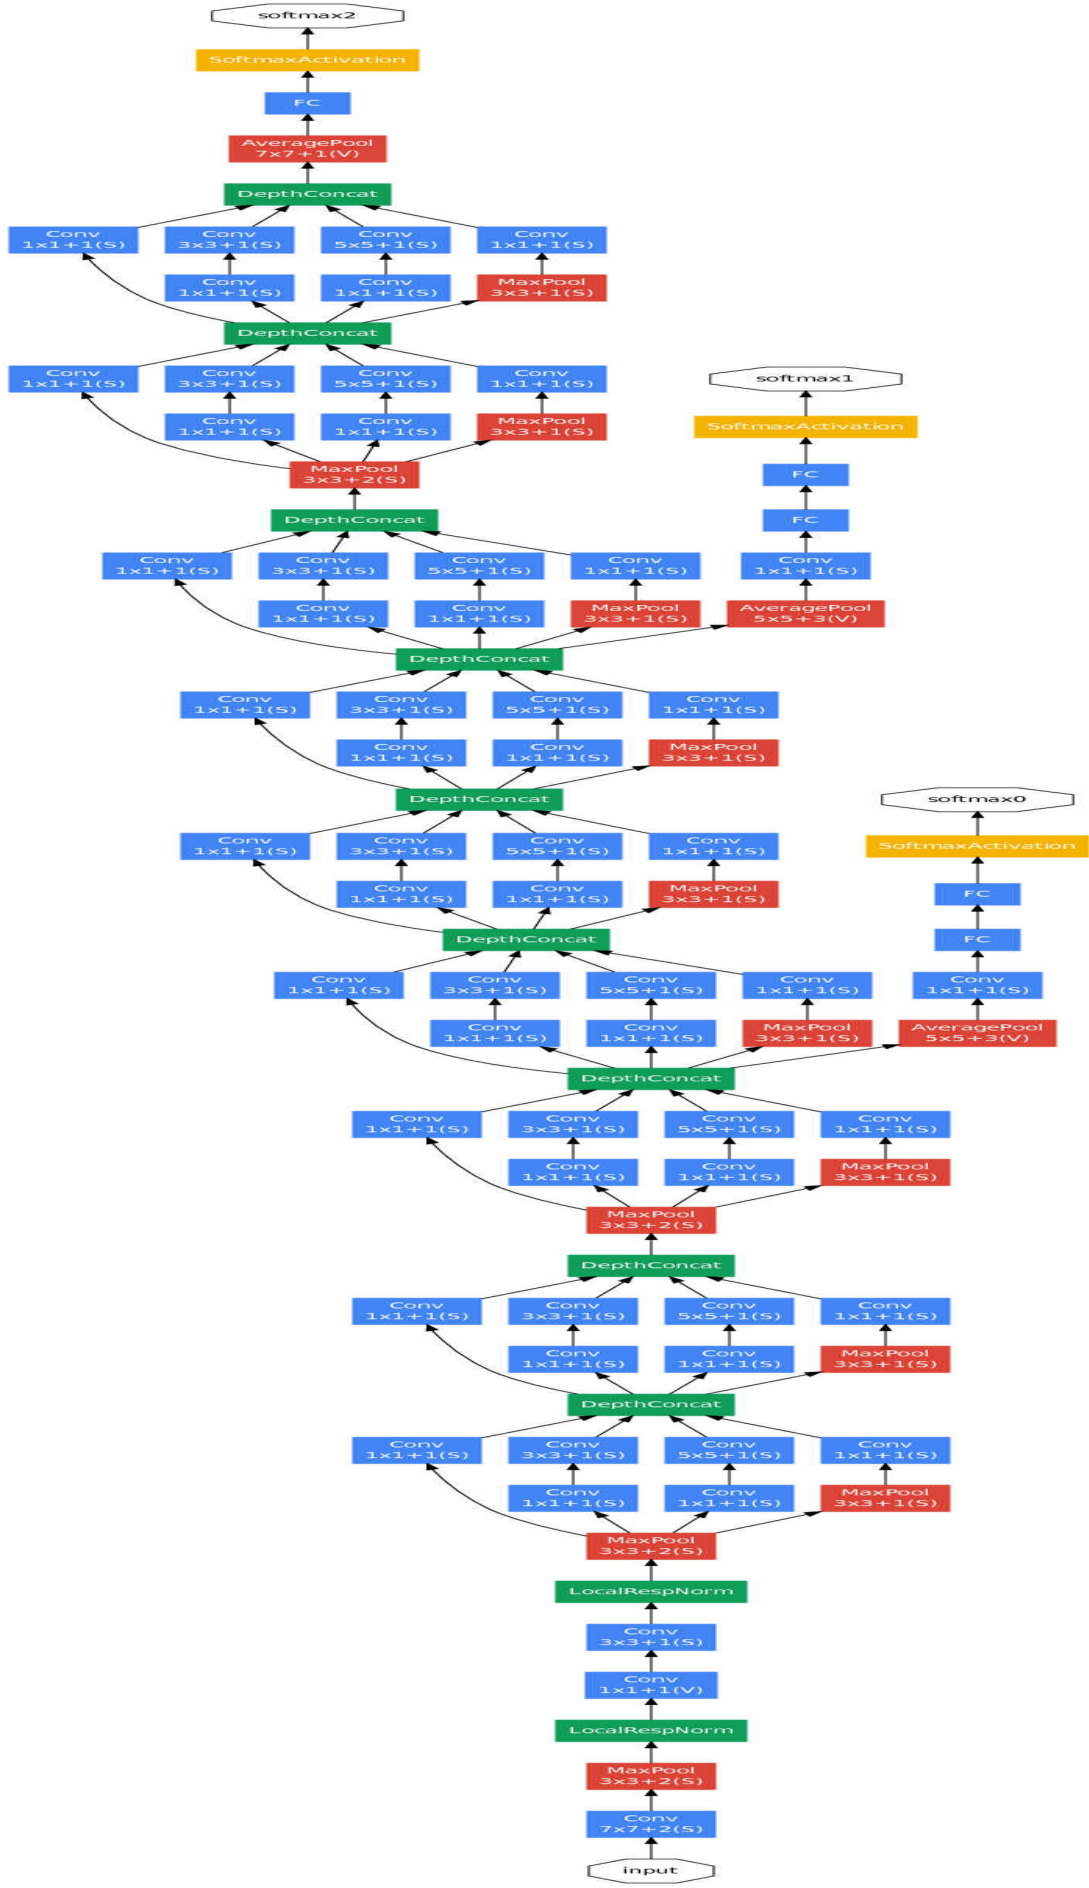 softmax2
SoftmaxActivation
FC
AveragePool
7x7+1(V)
DepthConcat
Conv
1x1+1(S)
Conv
3x3+1(S)
Conv
5x5+1(S)
Conv
1x1+1(S)
Conv
1x1+1(S)
Conv
1x1+1(S)
MaxPool
3x3+1(S)
DepthConcat
Conv
1x1+1(S)
Conv
3x3+1(S)
Conv
5x5+1(S)
Conv
1x1+1(S)
softmax1
Conv
1x1+1(S)
Conv
1x1+1(S)
MaxPool
3x3+1(S)
SoftmaxActivation
MaxPool
3x3+2(S)
FC
DepthConcat
FC
Conv
1x1+1(S)
Conv
3x3+1(S)
Conv
5x5+1(S)
Conv
1x1+1(S)
Conv
1x1+1(S)
Conv
1x1+1(S)
Conv
1x1+1(S)
MaxPool
3x3+1(S)
AveragePool
5x5+3(V)
DepthConcat
Conv
1x1+1(S)
Conv
3x3+1(S)
Conv
5x5+1(S)
Conv
1x1+1(S)
Conv
1x1+1(S)
Conv
1x1+1(S)
MaxPool
3x3+1(S)
DepthConcat
softmax0
Conv
1x1+1(S)
Conv
3x3+1(S)
Conv
5x5+1(S)
Conv
1x1+1(S)
SoftmaxActivation
Conv
1x1+1(S)
Conv
1x1+1(S)
MaxPool
3x3+1(S)
FC
DepthConcat
FC
Conv
1x1+1(S)
Conv
3x3+1(S)
Conv
5x5+1(S)
Conv
1x1+1(S)
Conv
1x1+1(S)
Conv
1x1+1(S)
Conv
1x1+1(S)
MaxPool
3x3+1(S)
AveragePool
5x5+3(V)
DepthConcat
Conv
1x1+1(S)
Conv
3x3+1(S)
Conv
5x5+1(S)
Conv
1x1+1(S)
Conv
1x1+1(S)
Conv
1x1+1(S)
MaxPool
3x3+1(S)
MaxPool
3x3+2(S)
DepthConcat
Conv
1x1+1(S)
Conv
3x3+1(S)
Conv
5x5+1(S)
Conv
1x1+1(S)
Conv
1x1+1(S)
Conv
1x1+1(S)
MaxPool
3x3+1(S)
DepthConcat
Conv
1x1+1(S)
Conv
3x3+1(S)
Conv
5x5+1(S)
Conv
1x1+1(S)
Conv
1x1+1(S)
Conv
1x1+1(S)
MaxPool
3x3+1(S)
MaxPool
3x3+2(S)
LocalRespNorm
Conv
3x3+1(S)
Conv
1x1+1(V)
LocalRespNorm
MaxPool
3x3+2(S)
Conv
7x7+2(S)
input